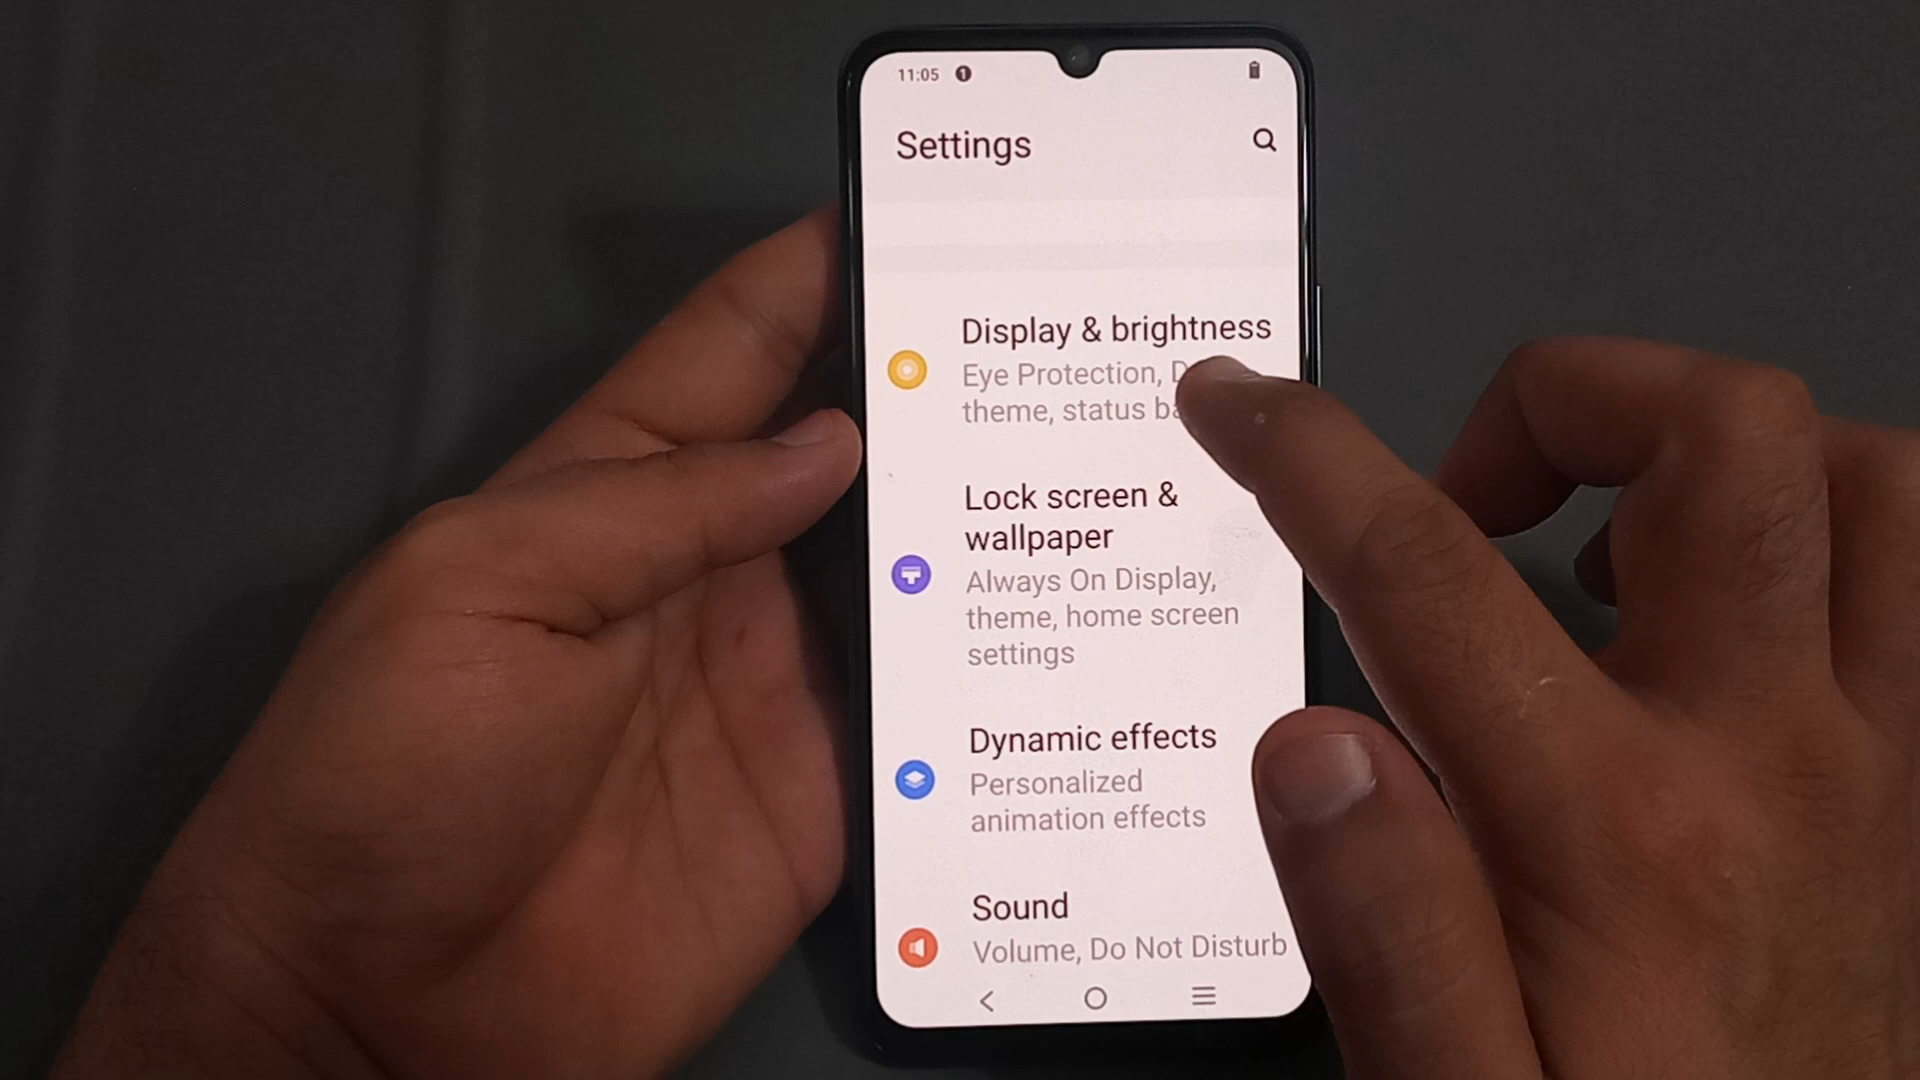 11:05
Settings
Display & brightness
Eye Protection,
theme, status
Lock screen &
wallpaper
Always On Display,
theme, home screen
settings
Dynamic effects
Personalized
animation effects
Sound
Volume, Do Not Disturb